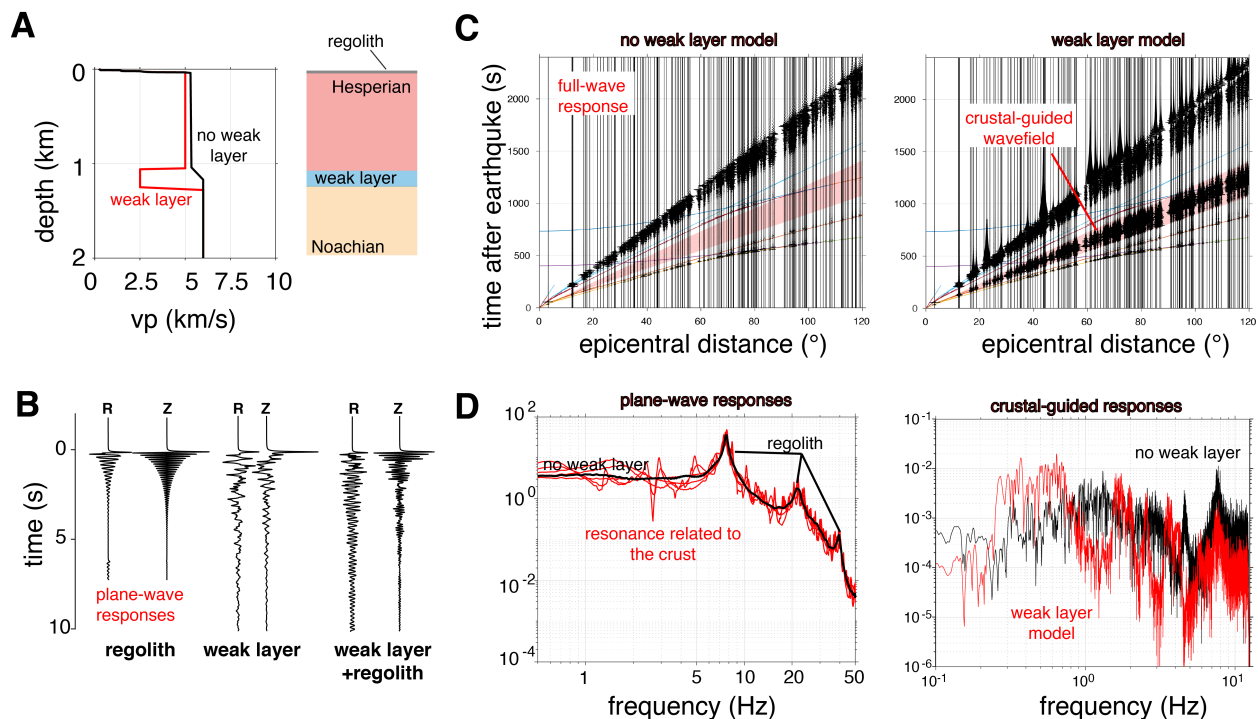 A
regolith
0
1
2
depth (km)
no weak
layer
weak layer
0
2.5
5
7.5
10
vp (km/s)
Hesperian
weak layer
Noachian
B
R
Z
R
Z
R
Z
0
5
10
time (s)
plane-wave
responses
regolith
weak layer
weak layer
+regolith
C
no weak layer model
full-wave
response
2000
1500
1000
500
0
time after earthquke (s)
0
20
40
60
80
100
120
epicentral distance (°)
weak layer model
crustal-guided
wavefield
2000
1500
1000
500
0
0
20
40
60
80
100
120
epicentral distance (°)
D
plane-wave responses
10^2
10^0
10^-2
10^-4
no weak layer
regolith
resonance related to
the crust
1
5
10
20
50
frequency (Hz)
crustal-guided responses
10^-1
10^-2
10^-3
10^-4
10^-5
10^-6
no weak layer
weak layer
model
10^-1
10^0
10^1
frequency (Hz)